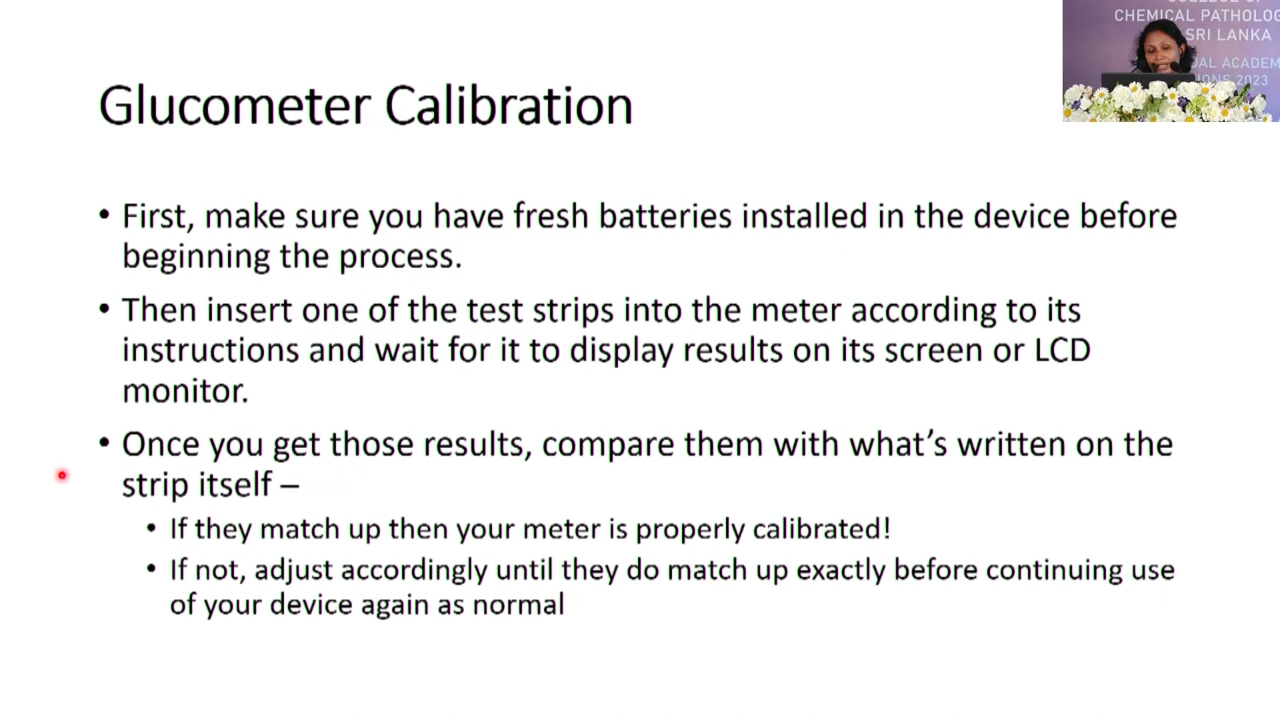 CHEMICAL PATHOLOG
SRI LANKA
ACADEM
2023
Glucometer Calibration
• First, make sure you have fresh batteries installed in the device before
beginning the process.
• Then insert one of the test strips into the meter according to its
instructions and wait for it to display results on its screen or LCD
monitor.
• Once you get those results, compare them with what's written on the
strip itself –
• If they match up then your meter is properly calibrated!
• If not, adjust accordingly until they do match up exactly before continuing use
of your device again as normal